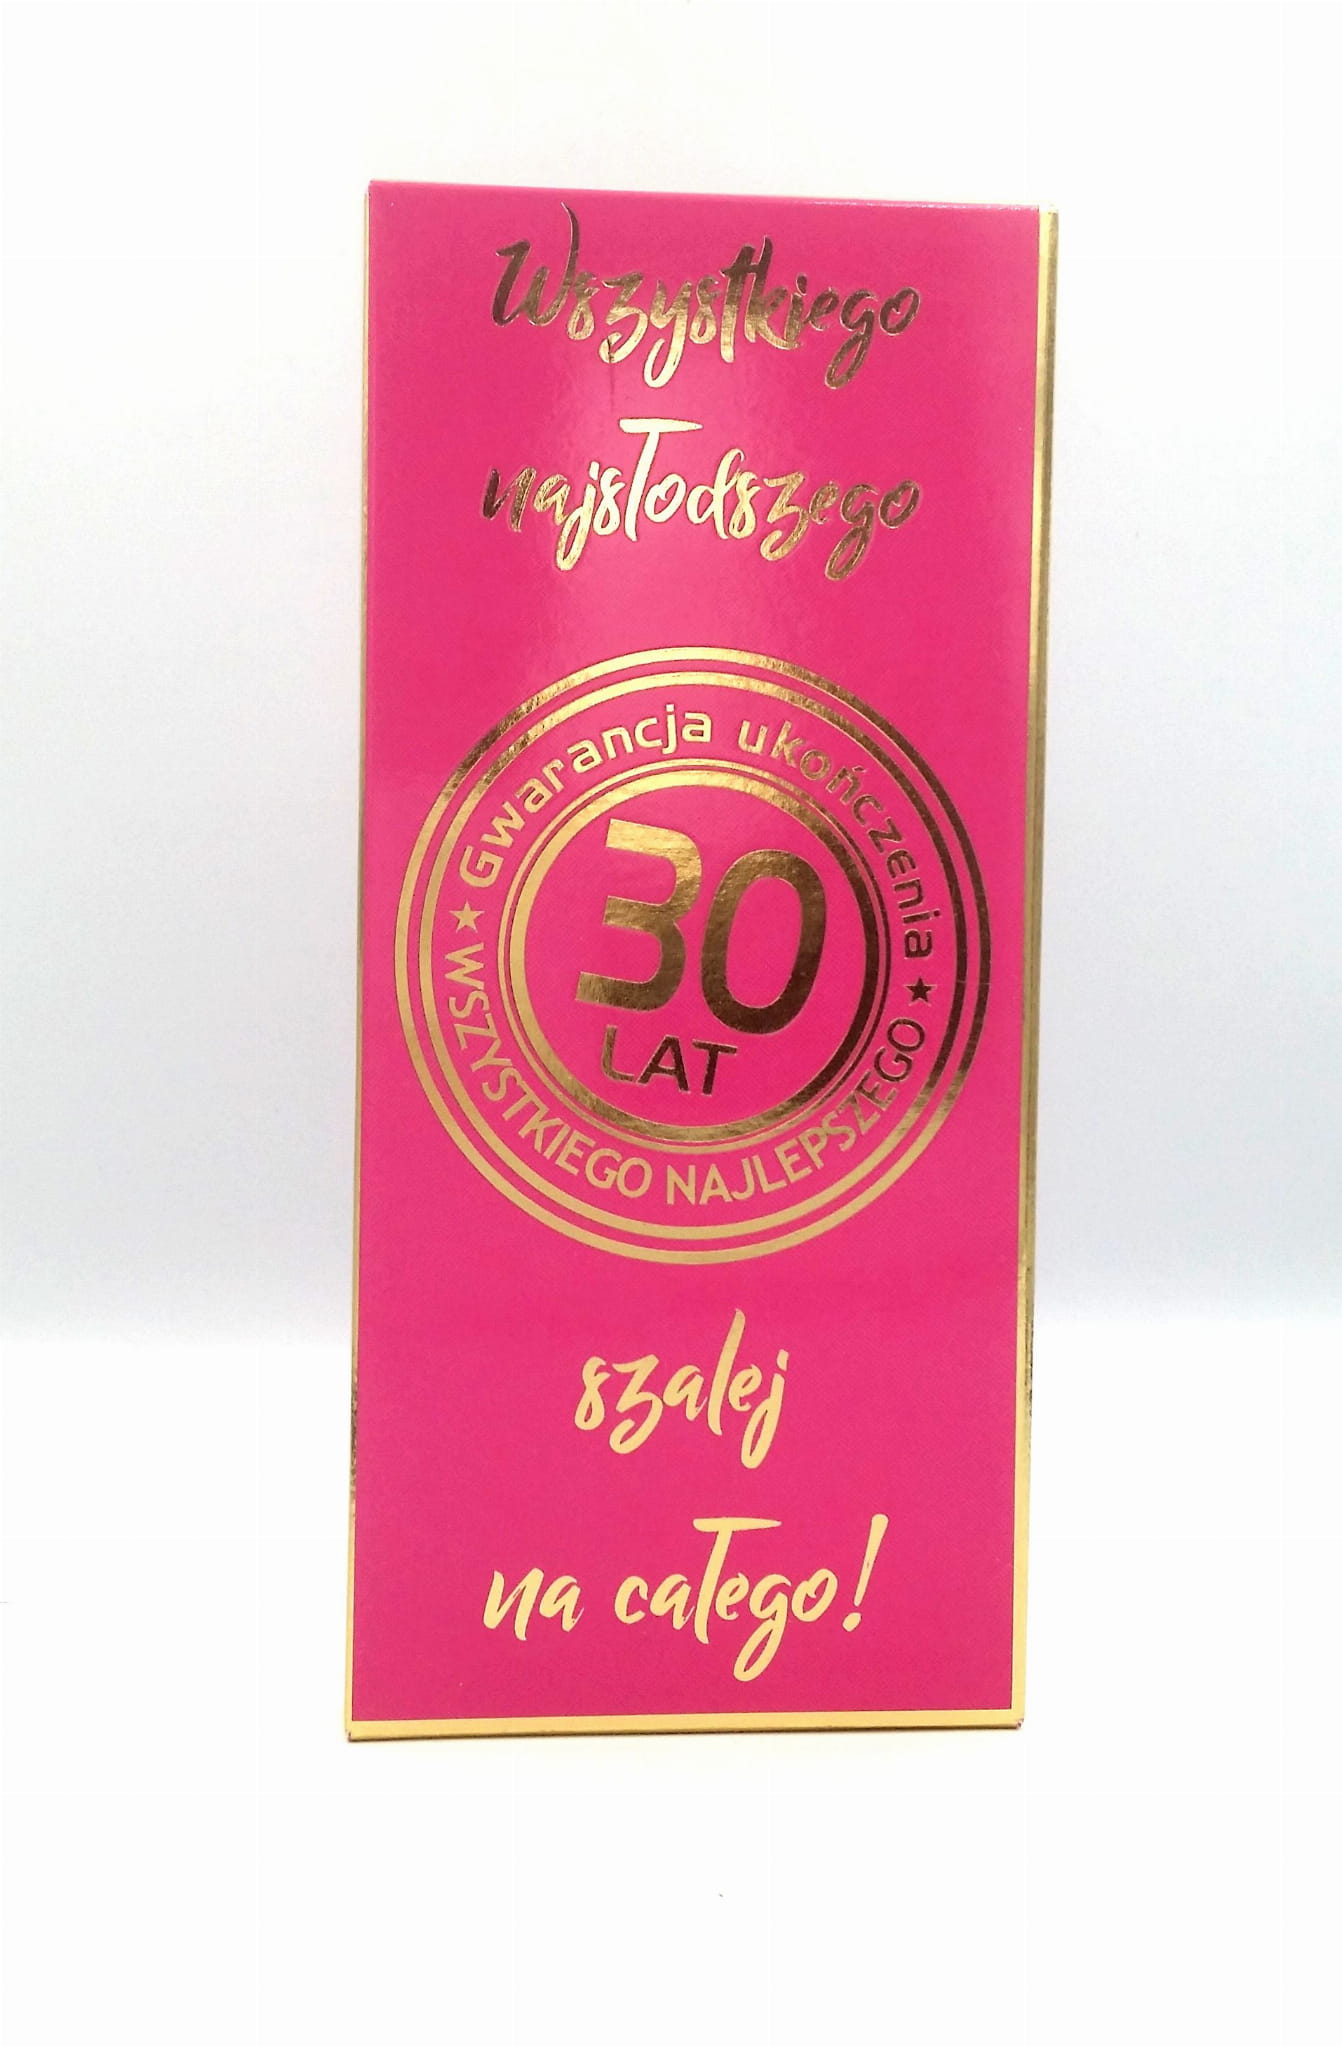 Wszystkiego
najsłodszego
Gwarancja ukończenia
30
LAT
★ WSZYSTKIEGO NAJLEPSZEGO ★
szalej
na całego!